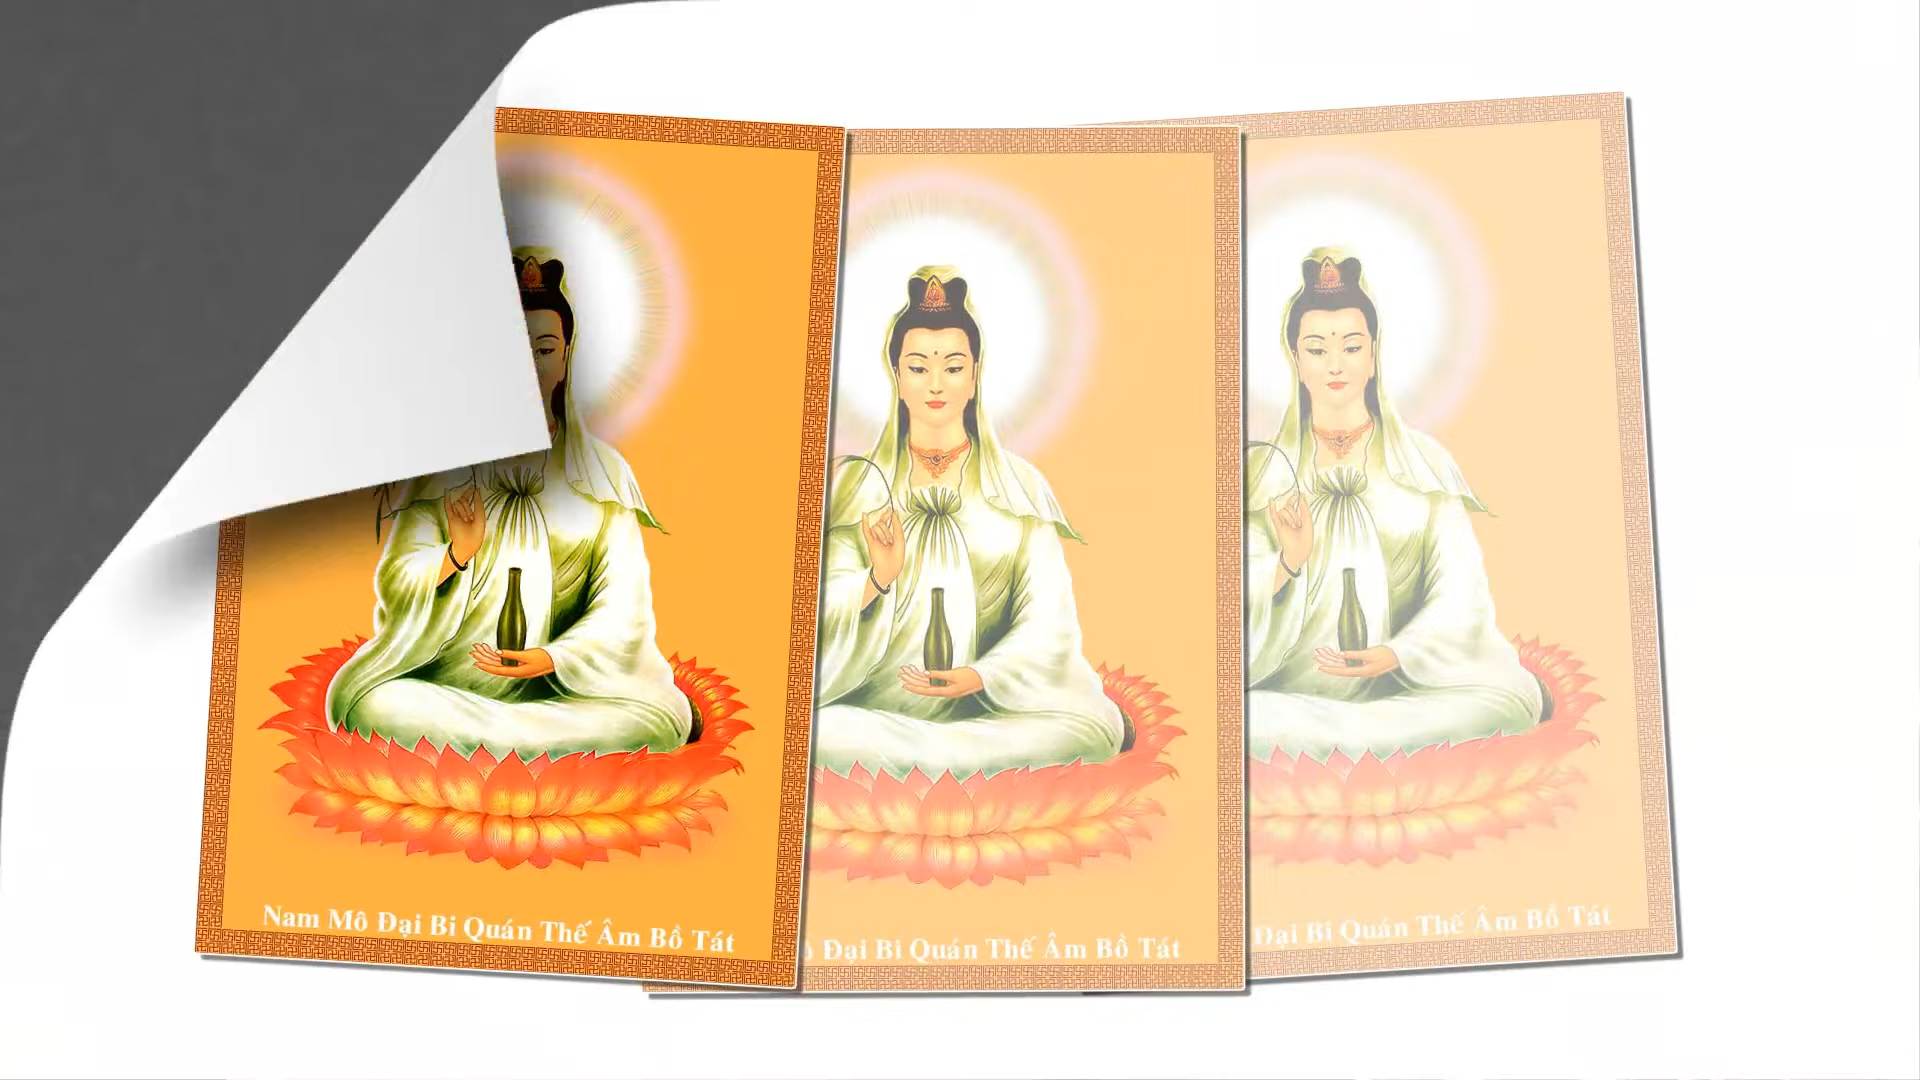 Nam Mô Đại Bi Quán Thế Âm Bồ Tát
Đại Bi Quán Thế Âm Bồ Tát
Đại Bi Quán Thế Âm Bồ Tát